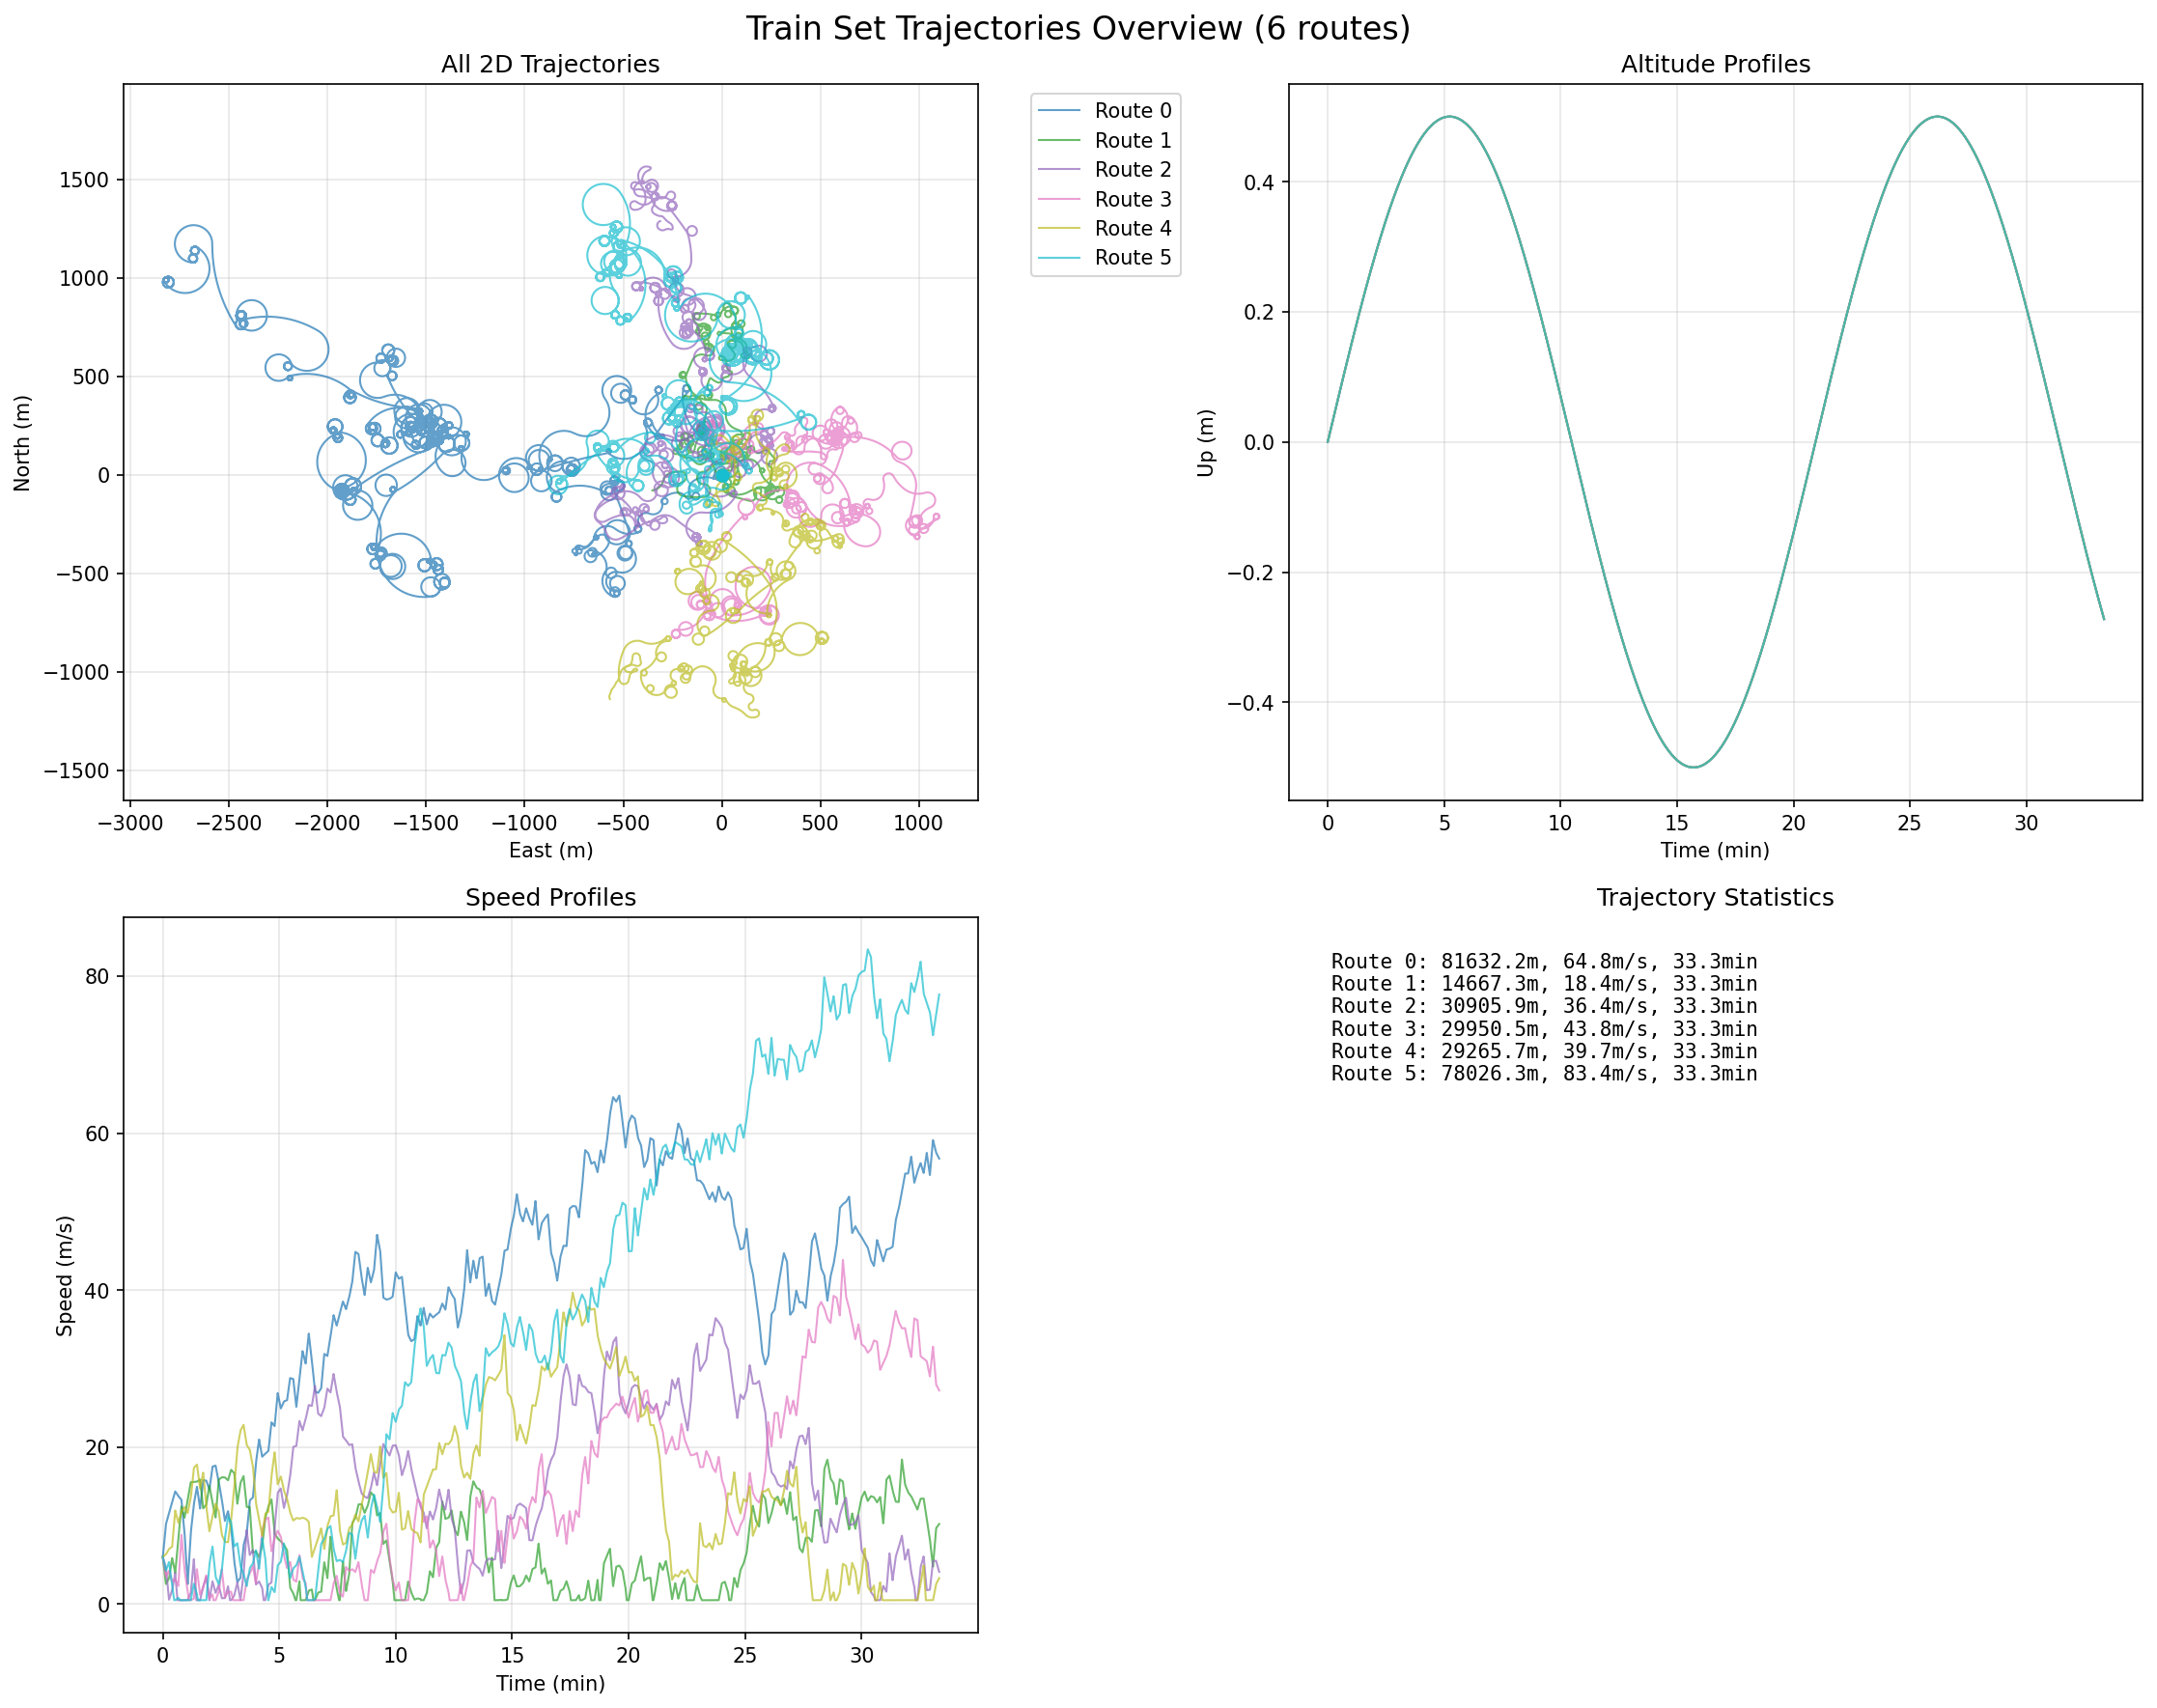 Train Set Trajectories Overview (6 routes)
All 2D Trajectories
North (m)
1500
1000
500
0
−500
−1000
−1500
−3000 −2500 −2000 −1500 −1000 −500 0 500 1000
East (m)
Route 0
Route 1
Route 2
Route 3
Route 4
Route 5
Altitude Profiles
Up (m)
0.4
0.2
0.0
−0.2
−0.4
0 5 10 15 20 25 30
Time (min)
Speed Profiles
Speed (m/s)
80
60
40
20
0
0 5 10 15 20 25 30
Time (min)
Trajectory Statistics
Route 0: 81632.2m, 64.8m/s, 33.3min
Route 1: 14667.3m, 18.4m/s, 33.3min
Route 2: 30905.9m, 36.4m/s, 33.3min
Route 3: 29950.5m, 43.8m/s, 33.3min
Route 4: 29265.7m, 39.7m/s, 33.3min
Route 5: 78026.3m, 83.4m/s, 33.3min